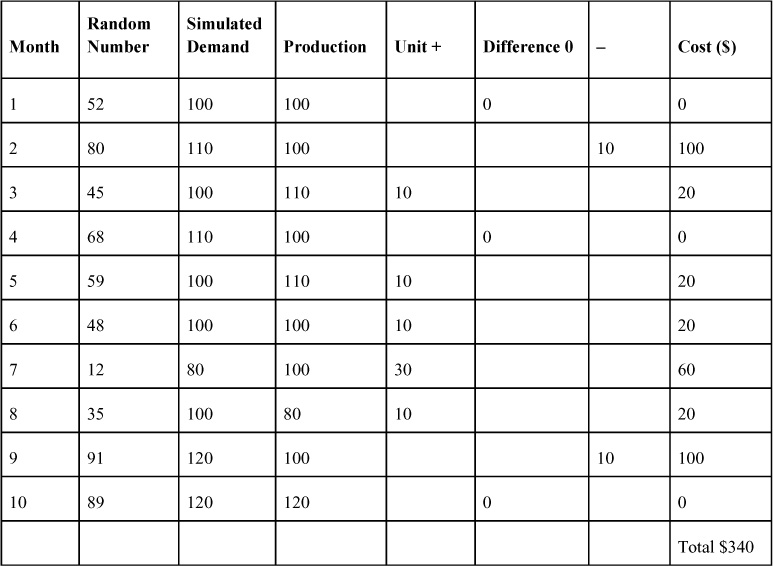 Month Random Number Simulated Demand Production Unit + Difference 0 – Cost ($)
1 52 100 100 0 0
2 80 110 100 10 100
3 45 100 110 10 20
4 68 110 100 0 0
5 59 100 110 10 20
6 48 100 100 10 20
7 12 80 100 30 60
8 35 100 80 10 20
9 91 120 100 10 100
10 89 120 120 0 0
Total $340